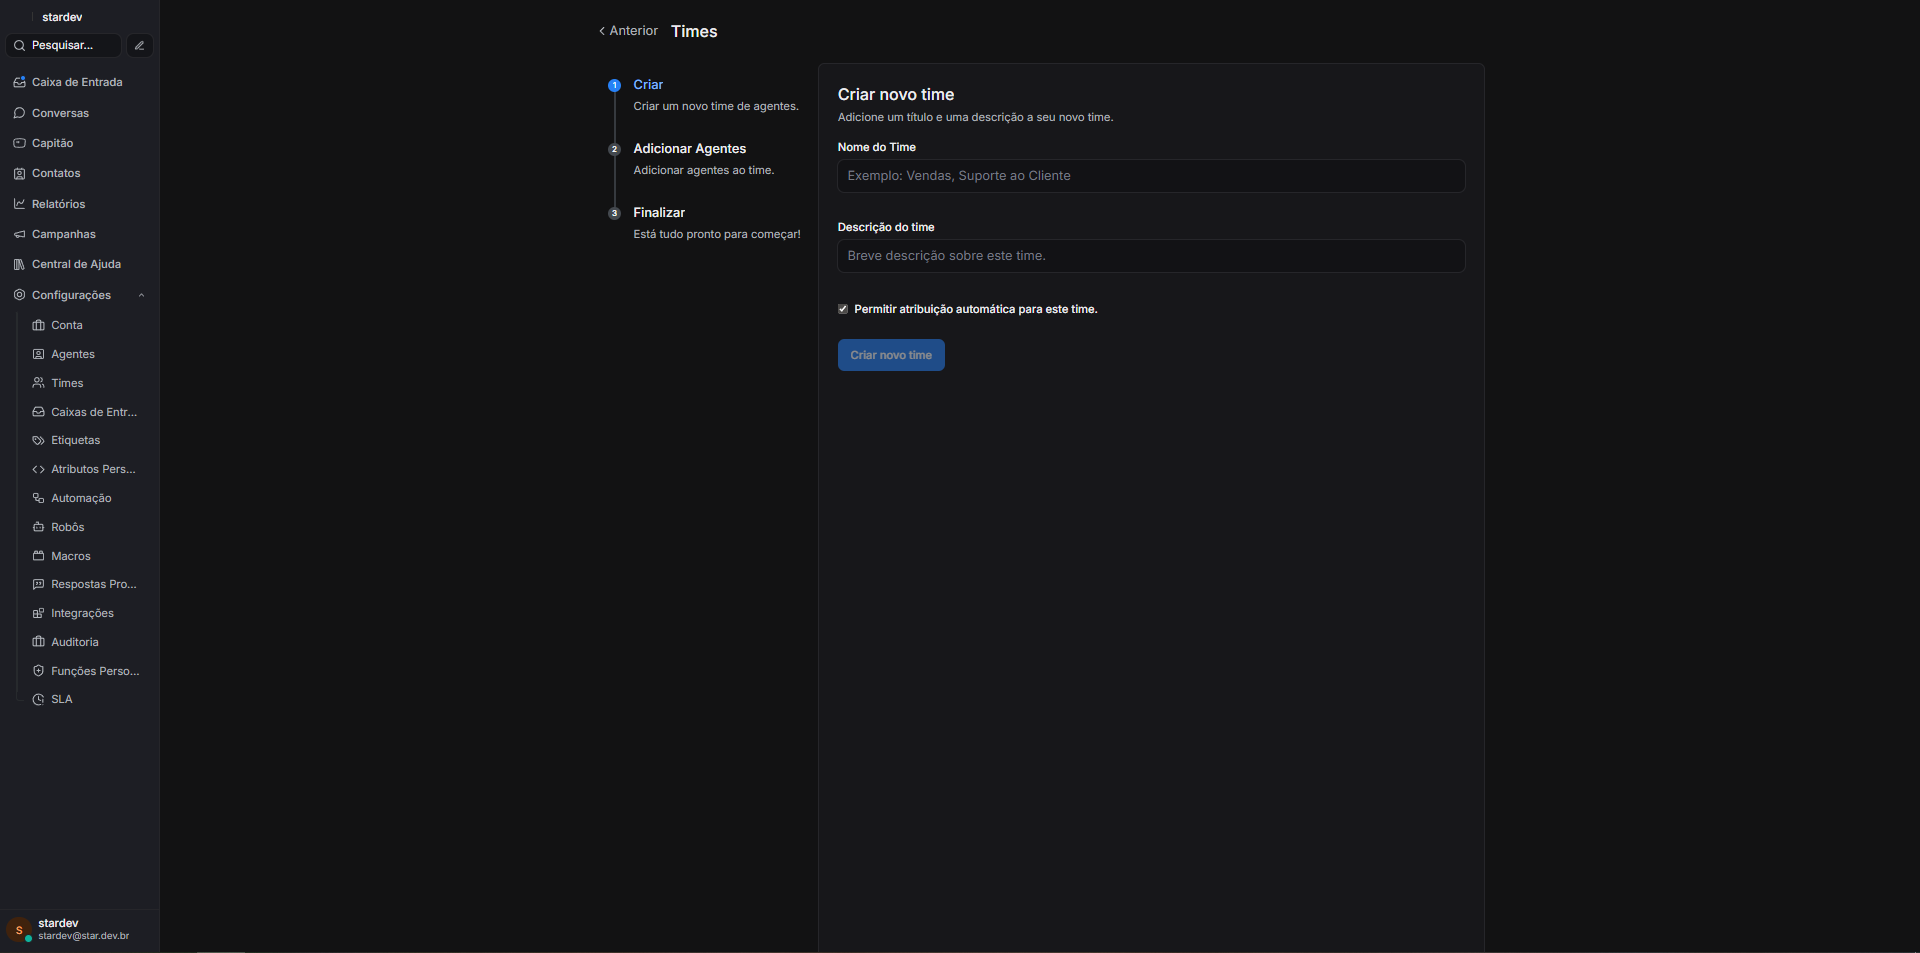 stardev
Pesquisar...
Caixa de Entrada
Conversas
Capitão
Contatos
Relatórios
Campanhas
Central de Ajuda
Configurações
Conta
Agentes
Times
Caixas de Entr...
Etiquetas
Atributos Pers...
Automação
Robôs
Macros
Respostas Pro...
Integrações
Auditoria
Funções Perso...
SLA
S
stardev
stardev@star.dev.br
Anterior Times
1 Criar
Criar um novo time de agentes.
2 Adicionar Agentes
Adicionar agentes ao time.
3 Finalizar
Está tudo pronto para começar!
Criar novo time
Adicione um título e uma descrição a seu novo time.
Nome do Time
Exemplo: Vendas, Suporte ao Cliente
Descrição do time
Breve descrição sobre este time.
Permitir atribuição automática para este time.
Criar novo time